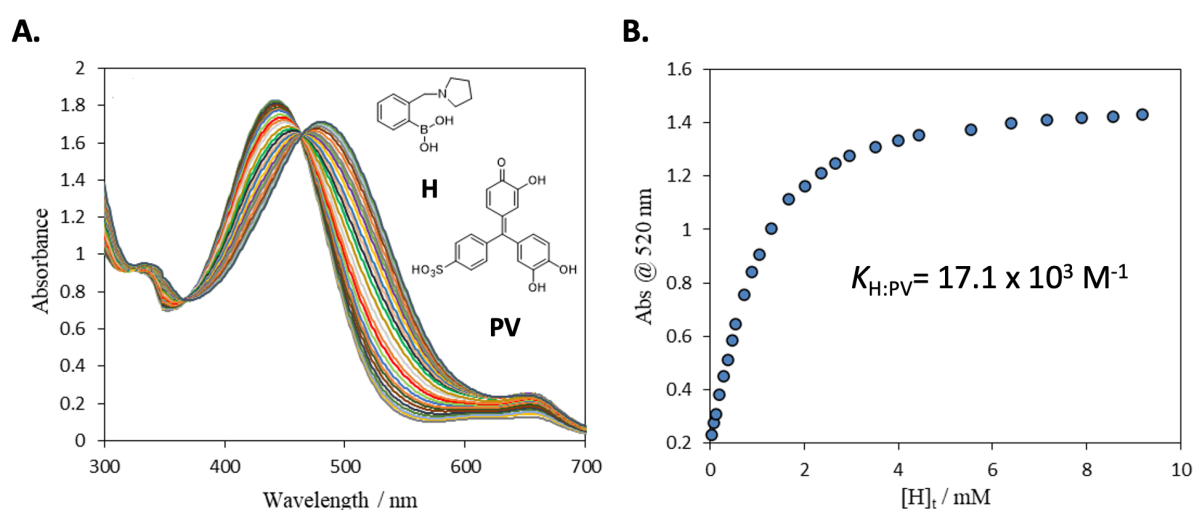 A.
B.
2
1.8
1.6
1.4
1.2
1
0.8
0.6
0.4
0.2
0
300
400
500
600
700
Absorbance
Wavelength / nm
N
B
OH
OH
H
O
OH
HO3S
OH
OH
PV
1.6
1.4
1.2
1
0.8
0.6
0.4
0.2
0
2
4
6
8
10
Abs @ 520 nm
[H]t / mM
KH:PV= 17.1 x 10³ M⁻¹